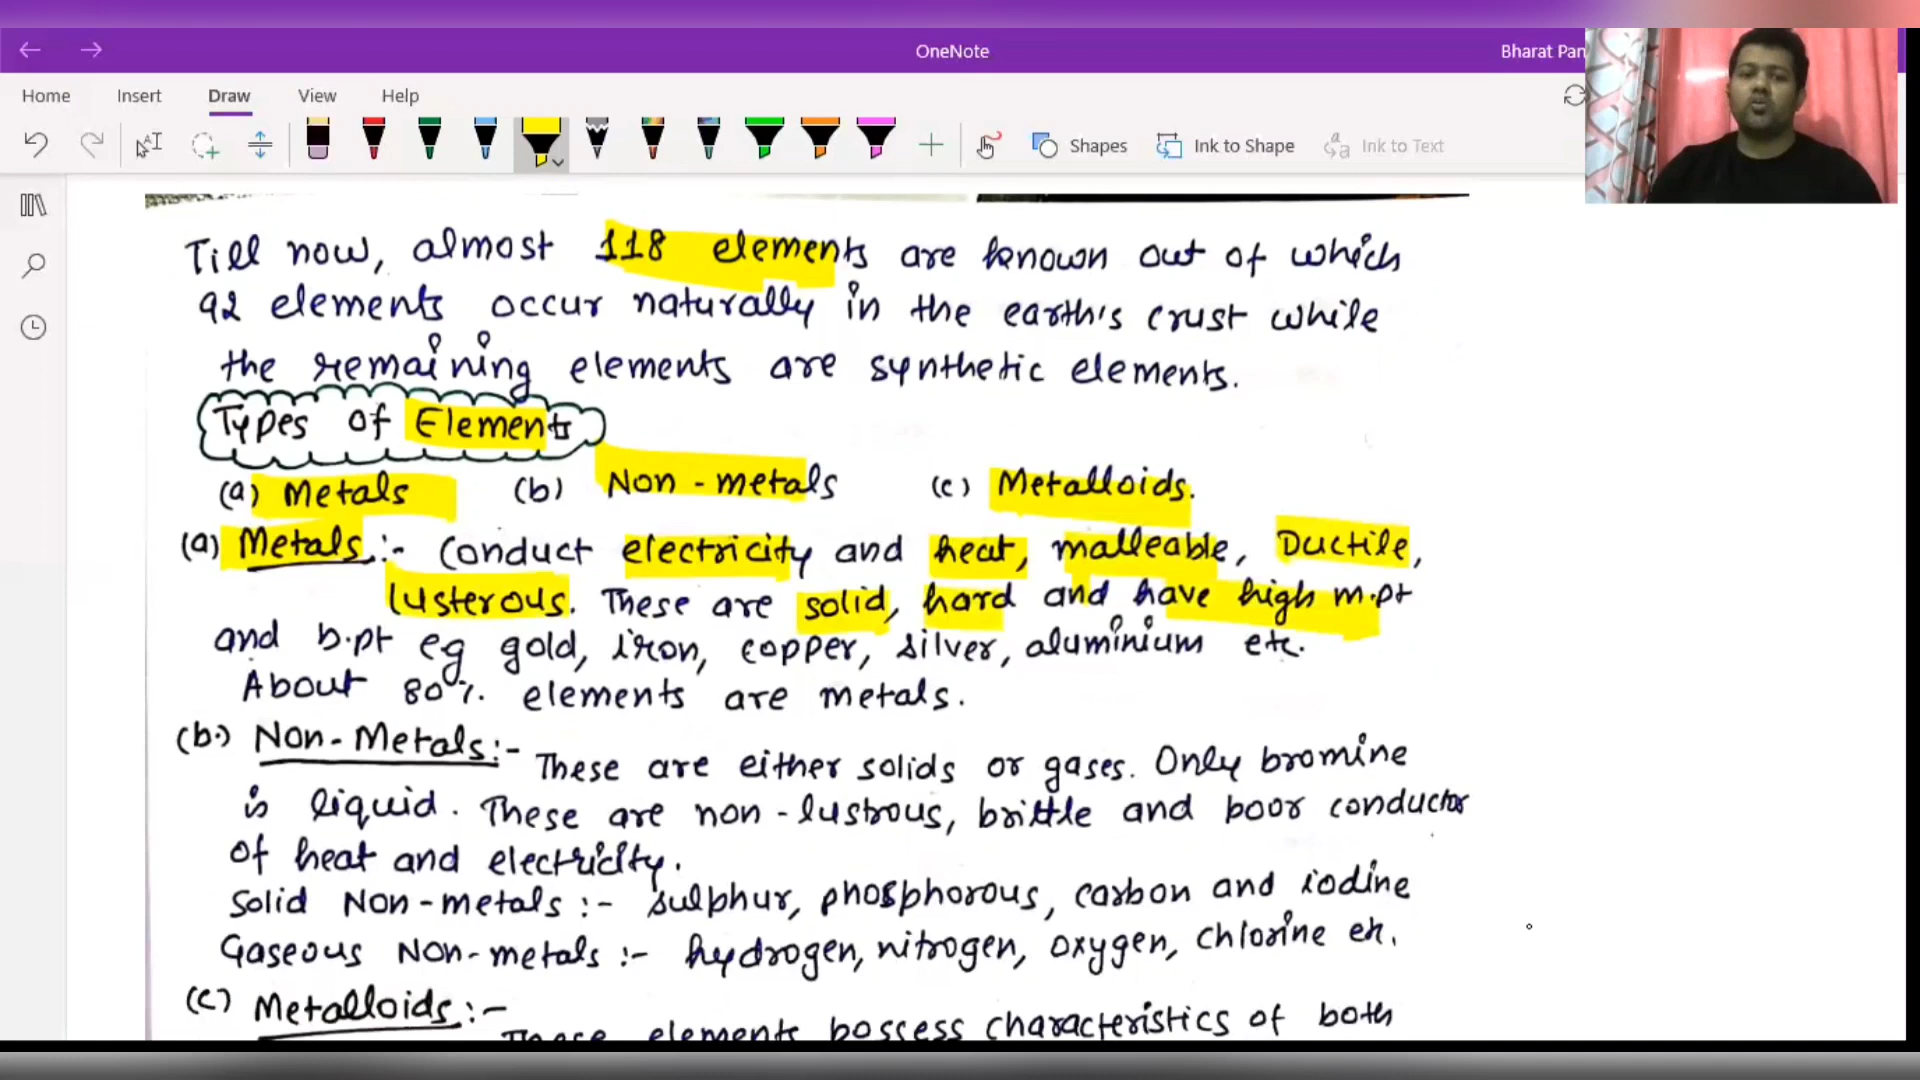 OneNote
Bharat Pan
Home Insert Draw View Help
Shapes Ink to Shape Ink to Text
Till now, almost 118 elements are known out of which
92 elements occur naturally in the earth's crust while
the remaining elements are synthetic elements.
Types of Elements
(a) Metals (b) Non - metals (c) Metalloids.
(a) Metals :- Conduct electricity and heat, malleable, Ductile,
lusterous. These are solid, hard and have high m.pt
and b.pt eg gold, iron, copper, silver, aluminium etc.
About 80% elements are metals.
(b.) Non-Metals :- These are either solids or gases. Only bromine
is liquid. These are non-lustrous, brittle and poor conductor
of heat and electricity.
Solid Non-metals :- sulphur, phosphorous, carbon and iodine
Gaseous Non-metals :- hydrogen, nitrogen, oxygen, chlorine etc.
(c) Metalloids :-
These elements possess characteristics of both